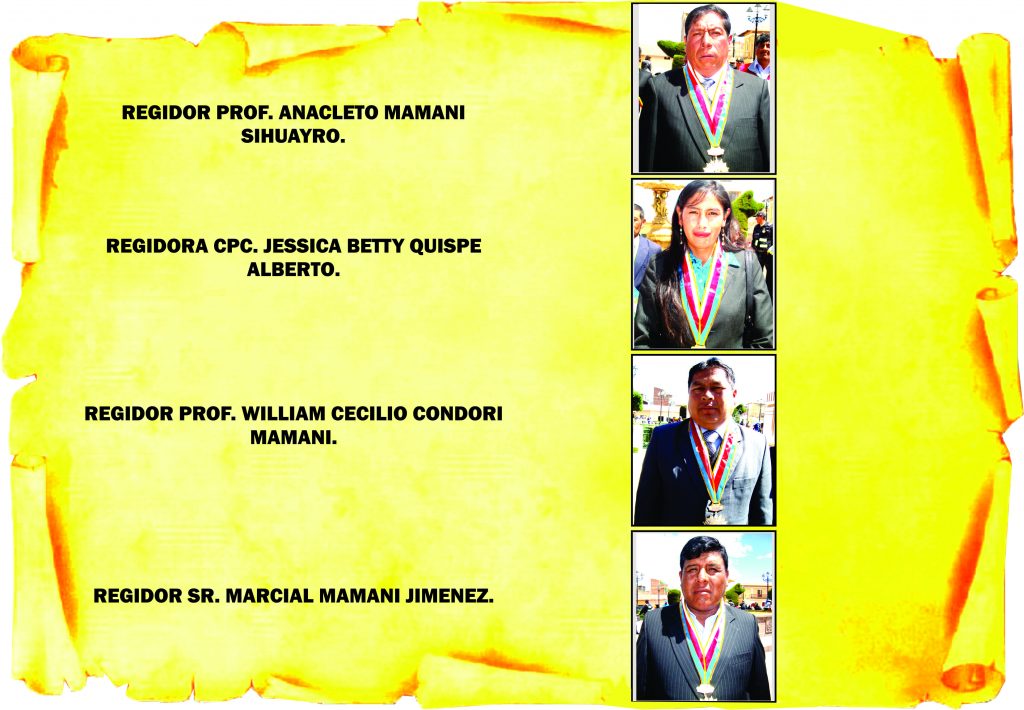 REGIDOR PROF. ANACLETO MAMANI
SIHUAYRO.
REGIDORA CPC. JESSICA BETTY QUISPE
ALBERTO.
REGIDOR PROF. WILLIAM CECILIO CONDORI
MAMANI.
REGIDOR SR. MARCIAL MAMANI JIMENEZ.